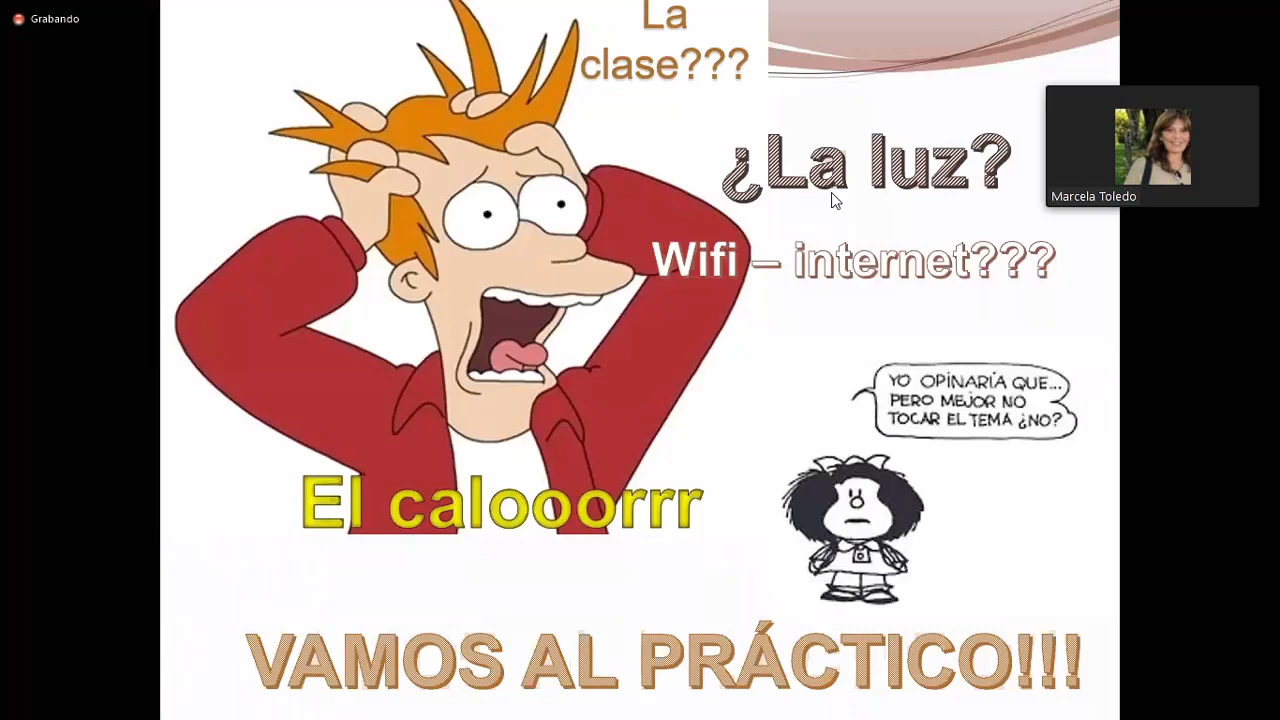 Grabando
La
clase???
¿La luz?
Marcela Toledo
Wifi – internet???
YO OPINARÍA QUE...
PERO MEJOR NO
TOCAR EL TEMA ¿NO?
El calooorrr
VAMOS AL PRÁCTICO!!!